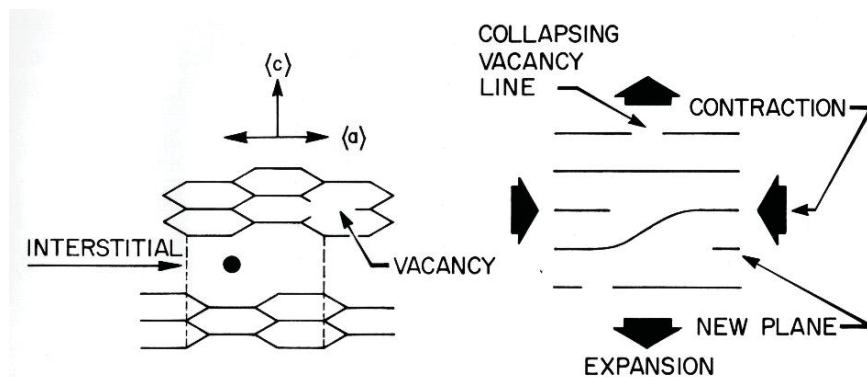 ⟨c⟩
⟨a⟩
INTERSTITIAL
VACANCY
COLLAPSING
VACANCY
LINE
CONTRACTION
NEW PLANE
EXPANSION